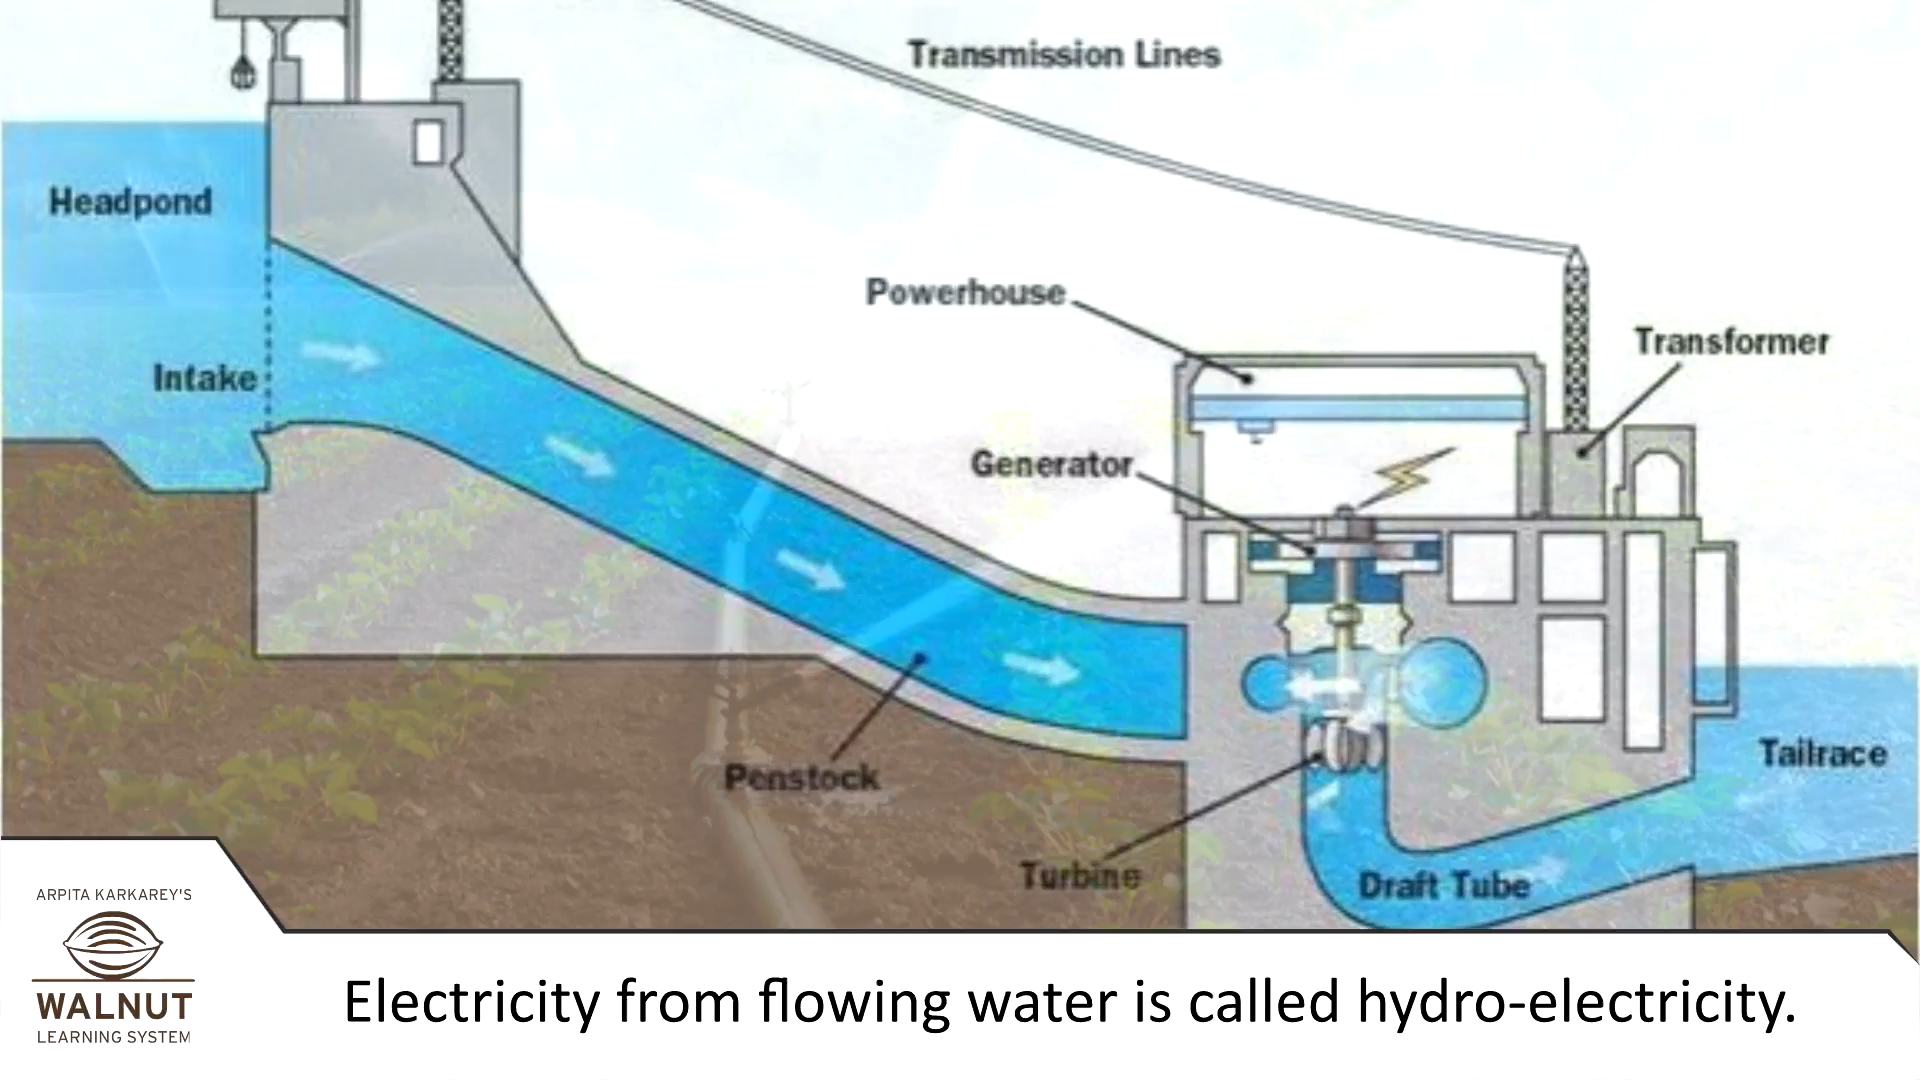 Transmission Lines
Headpond
Powerhouse
Transformer
Intake
Generator
Tailrace
Penstock
Turbine
Draft Tube
ARPITA KARKAREY'S
WALNUT
LEARNING SYSTEM
Electricity from flowing water is called hydro-electricity.